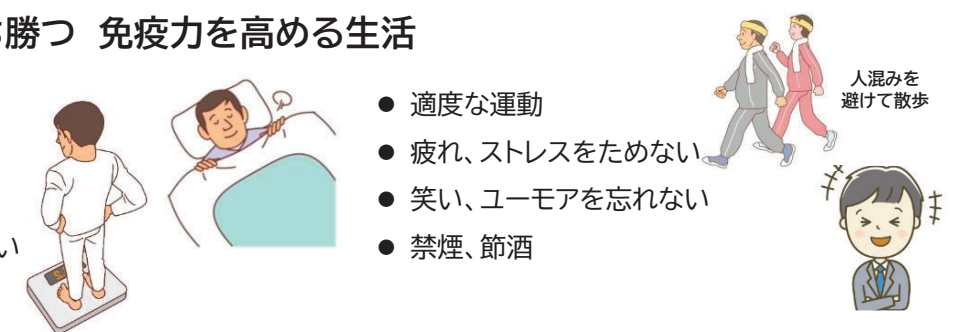 勝つ 免疫力を高める生活
人混みを
避けて散歩
● 適度な運動
● 疲れ、ストレスをためない
● 笑い、ユーモアを忘れない
● 禁煙、節酒
い